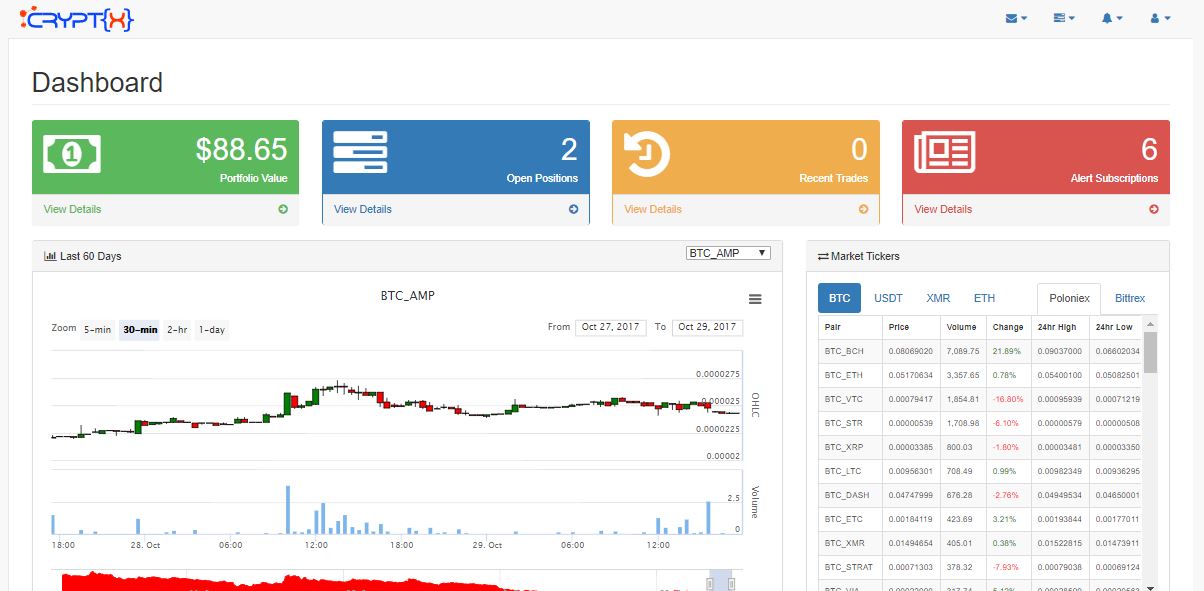 CRYPT{X}
Dashboard
$88.65
Portfolio Value
View Details
2
Open Positions
View Details
0
Recent Trades
View Details
6
Alert Subscriptions
View Details
Last 60 Days
BTC_AMP
BTC_AMP
Zoom 5-min 30-min 2-hr 1-day
From Oct 27, 2017 To Oct 29, 2017
0.0000275
0.000025
0.0000225
0.00002
OHLC
2.5
0
Volume
18:00 28. Oct 06:00 12:00 18:00 29. Oct 06:00 12:00
Market Tickers
BTC USDT XMR ETH Poloniex Bittrex
Pair Price Volume Change 24hr High 24hr Low
BTC_BCH 0.08069020 7,089.75 21.89% 0.09037000 0.06602034
BTC_ETH 0.05170634 3,357.65 0.78% 0.05400100 0.05082501
BTC_VTC 0.00079417 1,854.81 -16.80% 0.00095939 0.00071219
BTC_STR 0.00000539 1,708.98 -6.10% 0.00000579 0.00000508
BTC_XRP 0.00003385 800.03 -1.80% 0.00003481 0.00003350
BTC_LTC 0.00956301 708.49 0.99% 0.00982349 0.00936295
BTC_DASH 0.04747999 676.28 -2.76% 0.04949534 0.04650001
BTC_ETC 0.00184119 423.69 3.21% 0.00193844 0.00177011
BTC_XMR 0.01494654 405.01 0.38% 0.01522815 0.01473911
BTC_STRAT 0.00071303 378.32 -7.93% 0.00079038 0.00069124